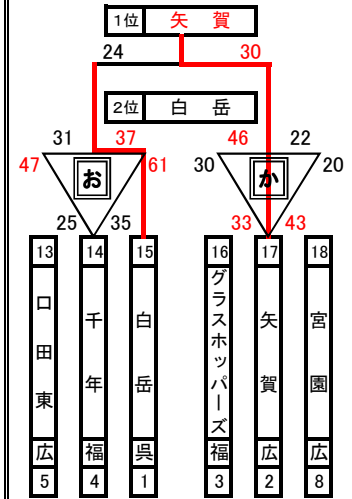 1位 矢賀
24 30
2位 白岳
31 37 46 22
47 お 61 30 か 20
25 35 33 43
13 14 15 16 17 18
口田東 千年 白岳 グラスホッパーズ 矢賀 宮園
広 福 呉 福 広 広
5 4 1 3 2 8